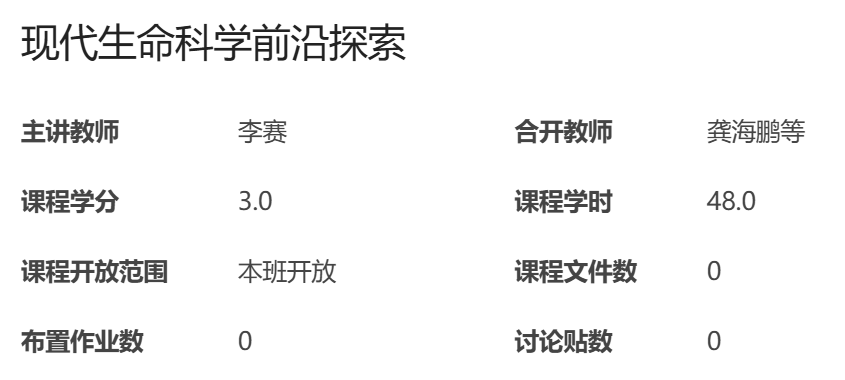 现代生命科学前沿探索
主讲教师 李赛 合开教师 龚海鹏等
课程学分 3.0 课程学时 48.0
课程开放范围 本班开放 课程文件数 0
布置作业数 0 讨论贴数 0